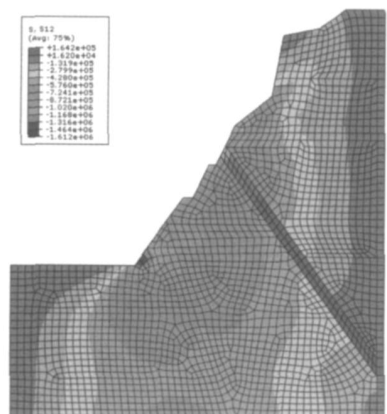 S, S12
(Avg: 75%)
+1.642e+05
+1.620e+04
-1.319e+05
-2.799e+05
-4.280e+05
-5.760e+05
-7.241e+05
-8.721e+05
-1.020e+06
-1.168e+06
-1.316e+06
-1.464e+06
-1.612e+06